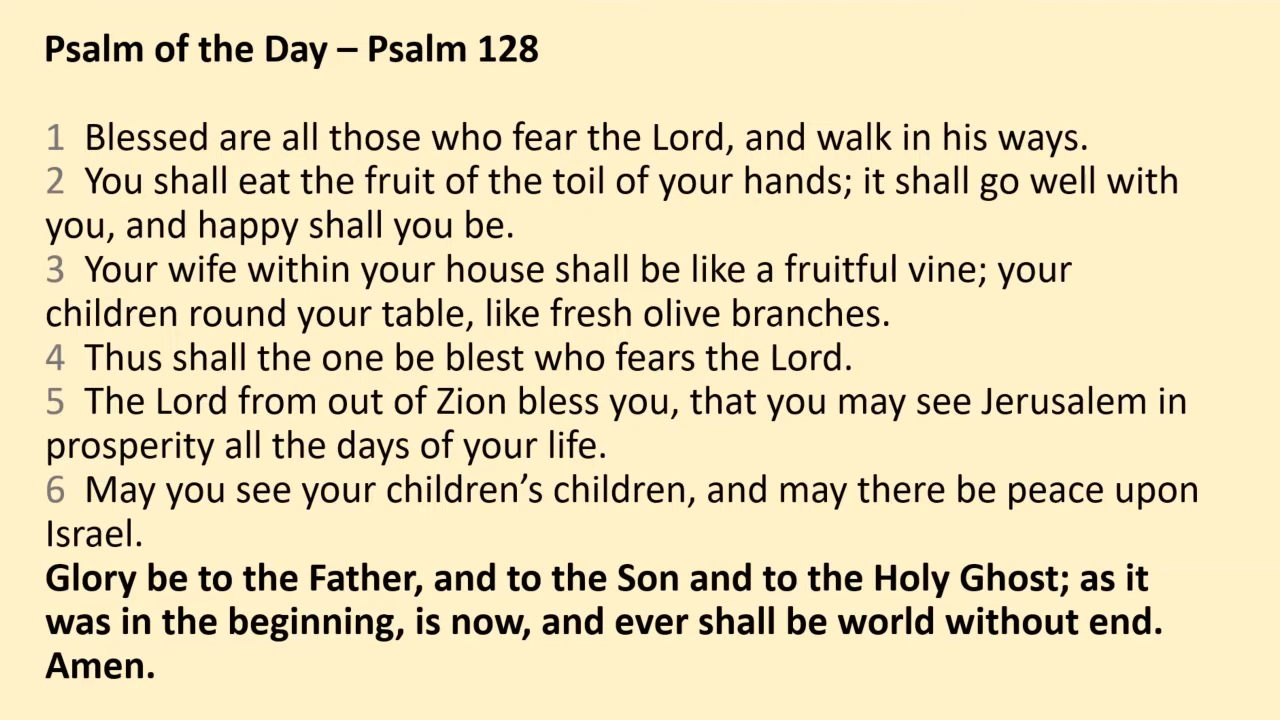 Psalm of the Day – Psalm 128
1 Blessed are all those who fear the Lord, and walk in his ways.
2 You shall eat the fruit of the toil of your hands; it shall go well with
you, and happy shall you be.
3 Your wife within your house shall be like a fruitful vine; your
children round your table, like fresh olive branches.
4 Thus shall the one be blest who fears the Lord.
5 The Lord from out of Zion bless you, that you may see Jerusalem in
prosperity all the days of your life.
6 May you see your children’s children, and may there be peace upon
Israel.
Glory be to the Father, and to the Son and to the Holy Ghost; as it
was in the beginning, is now, and ever shall be world without end.
Amen.